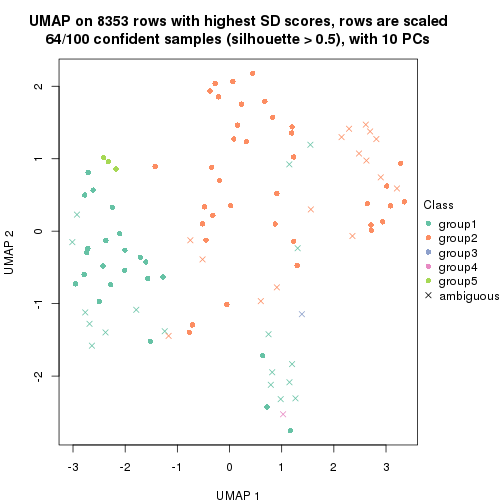 UMAP on 8353 rows with highest SD scores, rows are scaled
64/100 confident samples (silhouette > 0.5), with 10 PCs
2
1
0
-1
-2
UMAP 2
-3
-2
-1
0
1
2
3
UMAP 1
Class
group1
group2
group3
group4
group5
ambiguous